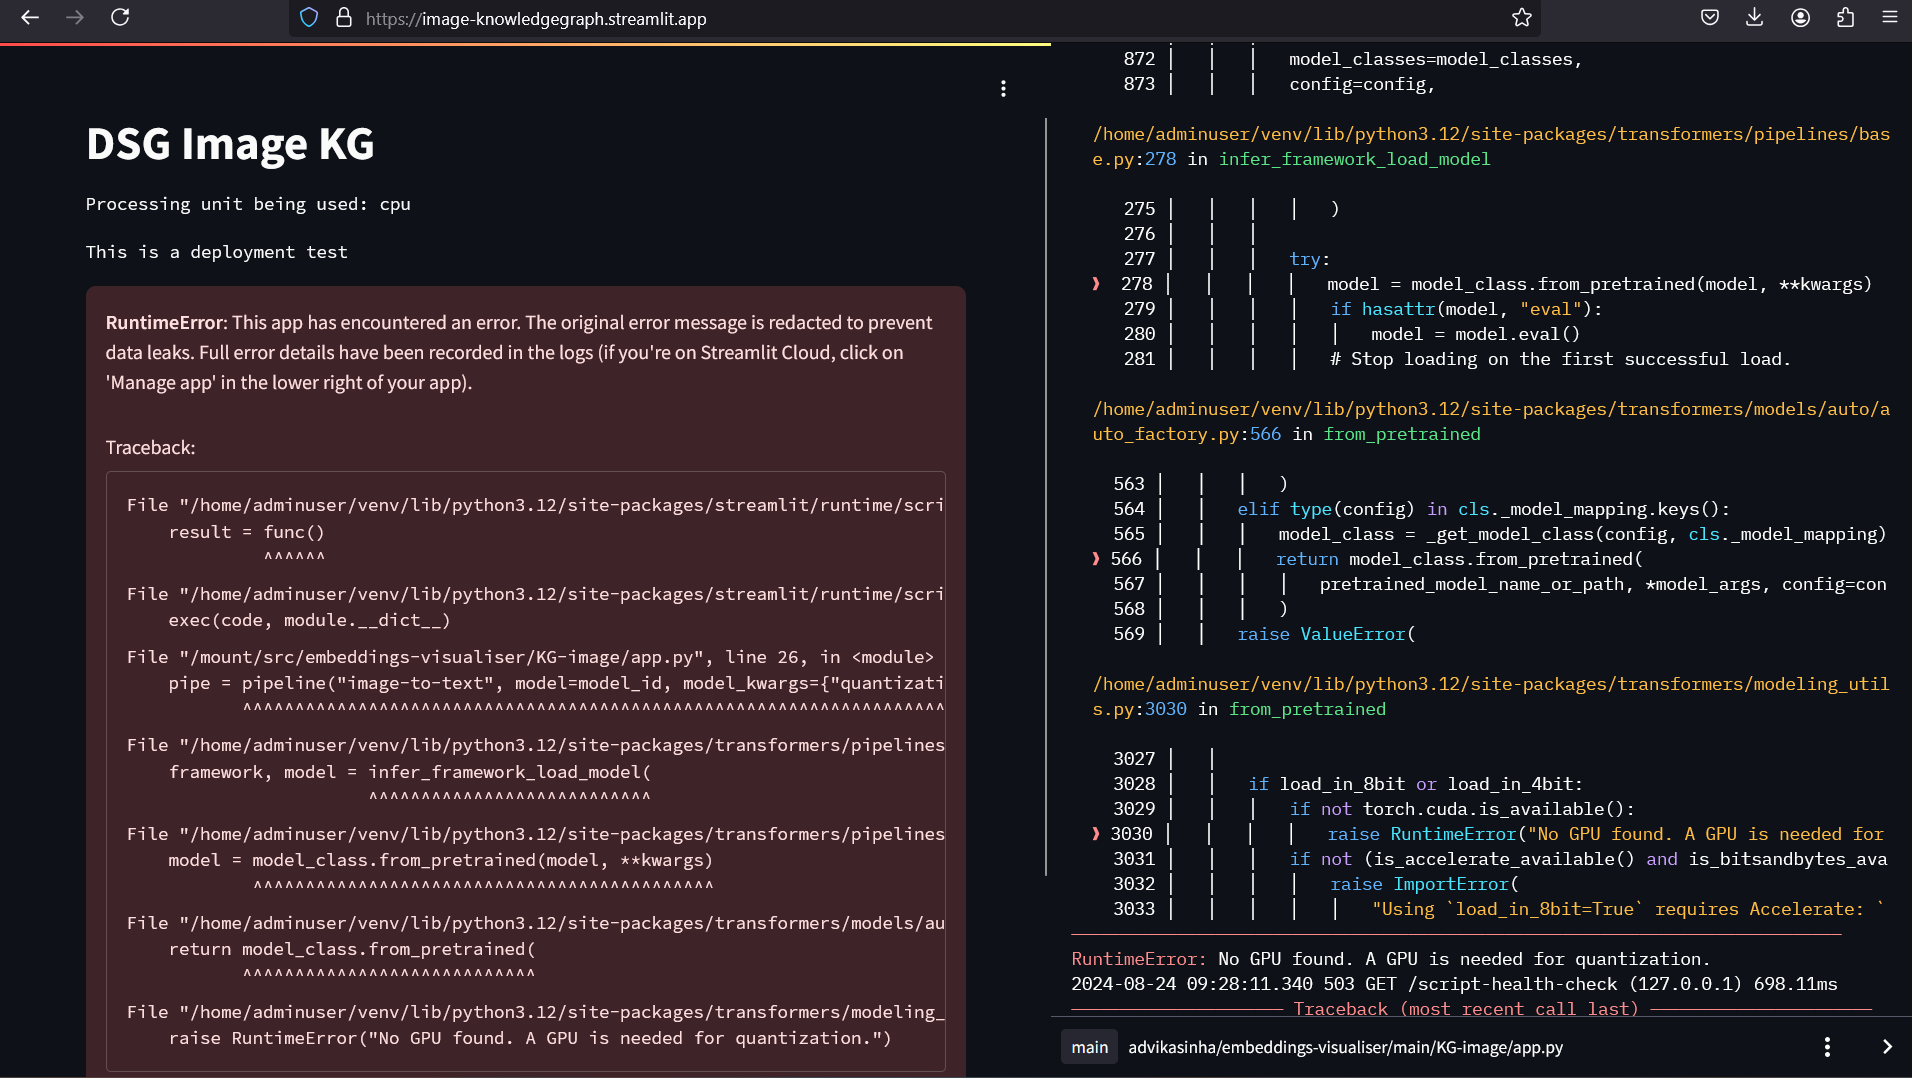 https://image-knowledgegraph.streamlit.app
DSG Image KG
Processing unit being used: cpu
This is a deployment test
RuntimeError: This app has encountered an error. The original error message is redacted to prevent
data leaks. Full error details have been recorded in the logs (if you're on Streamlit Cloud, click on
'Manage app' in the lower right of your app).
Traceback:
File "/home/adminuser/venv/lib/python3.12/site-packages/streamlit/runtime/scri
result = func()
^^^^^^
File "/home/adminuser/venv/lib/python3.12/site-packages/streamlit/runtime/scri
exec(code, module.__dict__)
File "/mount/src/embeddings-visualiser/KG-image/app.py", line 26, in <module>
pipe = pipeline("image-to-text", model=model_id, model_kwargs={"quantizati
^^^^^^^^^^^^^^^^^^^^^^^^^^^^^^^^^^^^^^^^^^^^^^^^^^^^^^^^^^^^^^^^^^^
File "/home/adminuser/venv/lib/python3.12/site-packages/transformers/pipelines
framework, model = infer_framework_load_model(
^^^^^^^^^^^^^^^^^^^^^^^^^^^
File "/home/adminuser/venv/lib/python3.12/site-packages/transformers/pipelines
model = model_class.from_pretrained(model, **kwargs)
^^^^^^^^^^^^^^^^^^^^^^^^^^^^^^^^^^^^^^^^^^^^
File "/home/adminuser/venv/lib/python3.12/site-packages/transformers/models/au
return model_class.from_pretrained(
^^^^^^^^^^^^^^^^^^^^^^^^^^^^
File "/home/adminuser/venv/lib/python3.12/site-packages/transformers/modeling_
raise RuntimeError("No GPU found. A GPU is needed for quantization.")
872 │ │ │ model_classes=model_classes,
873 │ │ │ config=config,
/home/adminuser/venv/lib/python3.12/site-packages/transformers/pipelines/bas
e.py:278 in infer_framework_load_model
275 │ │ │ │ )
276 │ │ │
277 │ │ │ try:
❱ 278 │ │ │ │ model = model_class.from_pretrained(model, **kwargs)
279 │ │ │ │ if hasattr(model, "eval"):
280 │ │ │ │ │ model = model.eval()
281 │ │ │ │ # Stop loading on the first successful load.
/home/adminuser/venv/lib/python3.12/site-packages/transformers/models/auto/a
uto_factory.py:566 in from_pretrained
563 │ │ │ )
564 │ │ elif type(config) in cls._model_mapping.keys():
565 │ │ │ model_class = _get_model_class(config, cls._model_mapping)
❱ 566 │ │ │ return model_class.from_pretrained(
567 │ │ │ │ pretrained_model_name_or_path, *model_args, config=con
568 │ │ │ )
569 │ │ raise ValueError(
/home/adminuser/venv/lib/python3.12/site-packages/transformers/modeling_util
s.py:3030 in from_pretrained
3027 │ │
3028 │ │ if load_in_8bit or load_in_4bit:
3029 │ │ │ if not torch.cuda.is_available():
❱ 3030 │ │ │ │ raise RuntimeError("No GPU found. A GPU is needed for
3031 │ │ │ if not (is_accelerate_available() and is_bitsandbytes_ava
3032 │ │ │ │ raise ImportError(
3033 │ │ │ │ │ "Using `load_in_8bit=True` requires Accelerate: `
RuntimeError: No GPU found. A GPU is needed for quantization.
2024-08-24 09:28:11.340 503 GET /script-health-check (127.0.0.1) 698.11ms
Traceback (most recent call last)
main advikasinha/embeddings-visualiser/main/KG-image/app.py